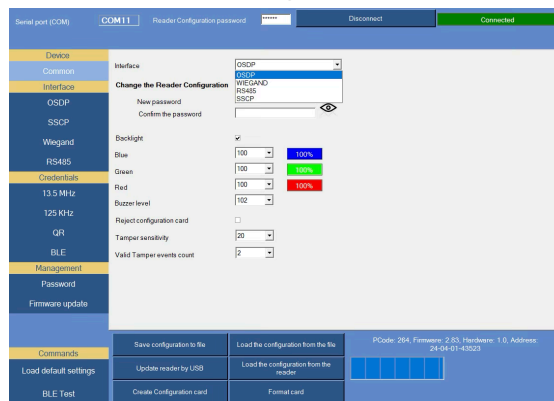 Serial port (COM)
COM11
Reader Configuration password
******
Disconnect
Connected
Device
Common
Interface
OSDP
SSCP
Wiegand
RS485
Credentials
13.5 MHz
125 KHz
QR
BLE
Management
Password
Firmware update
Commands
Load default settings
BLE Test
Interface
OSDP
OSDP
WIEGAND
RS485
SSCP
Change the Reader Configuration
New password
Confirm the password
Backlight
Blue
100
100%
Green
100
100%
Red
100
100%
Buzzer level
102
Reject configuration card
Tamper sensitivity
20
Valid Tamper events count
2
Save configuration to file
Load the configuration from the file
Update reader by USB
Load the configuration from the
reader
Create Configuration card
Format card
PCode: 264, Firmware: 2.63, Hardware: 1.0, Address:
24-04-01-43523